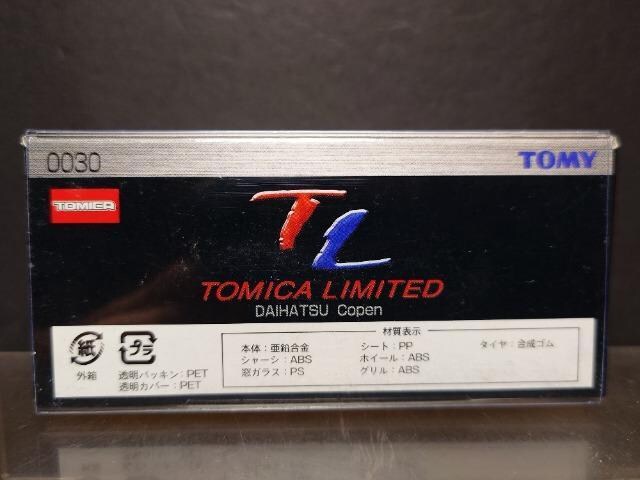 0030
TOMY
TOMICA
TL
TOMICA LIMITED
DAIHATSU Copen
材質表示
紙
プラ
外箱
透明パッキン:PET
透明カバー:PET
本体:亜鉛合金
シャーシ:ABS
窓ガラス:PS
シート:PP
ホイール:ABS
グリル:ABS
タイヤ:合成ゴム